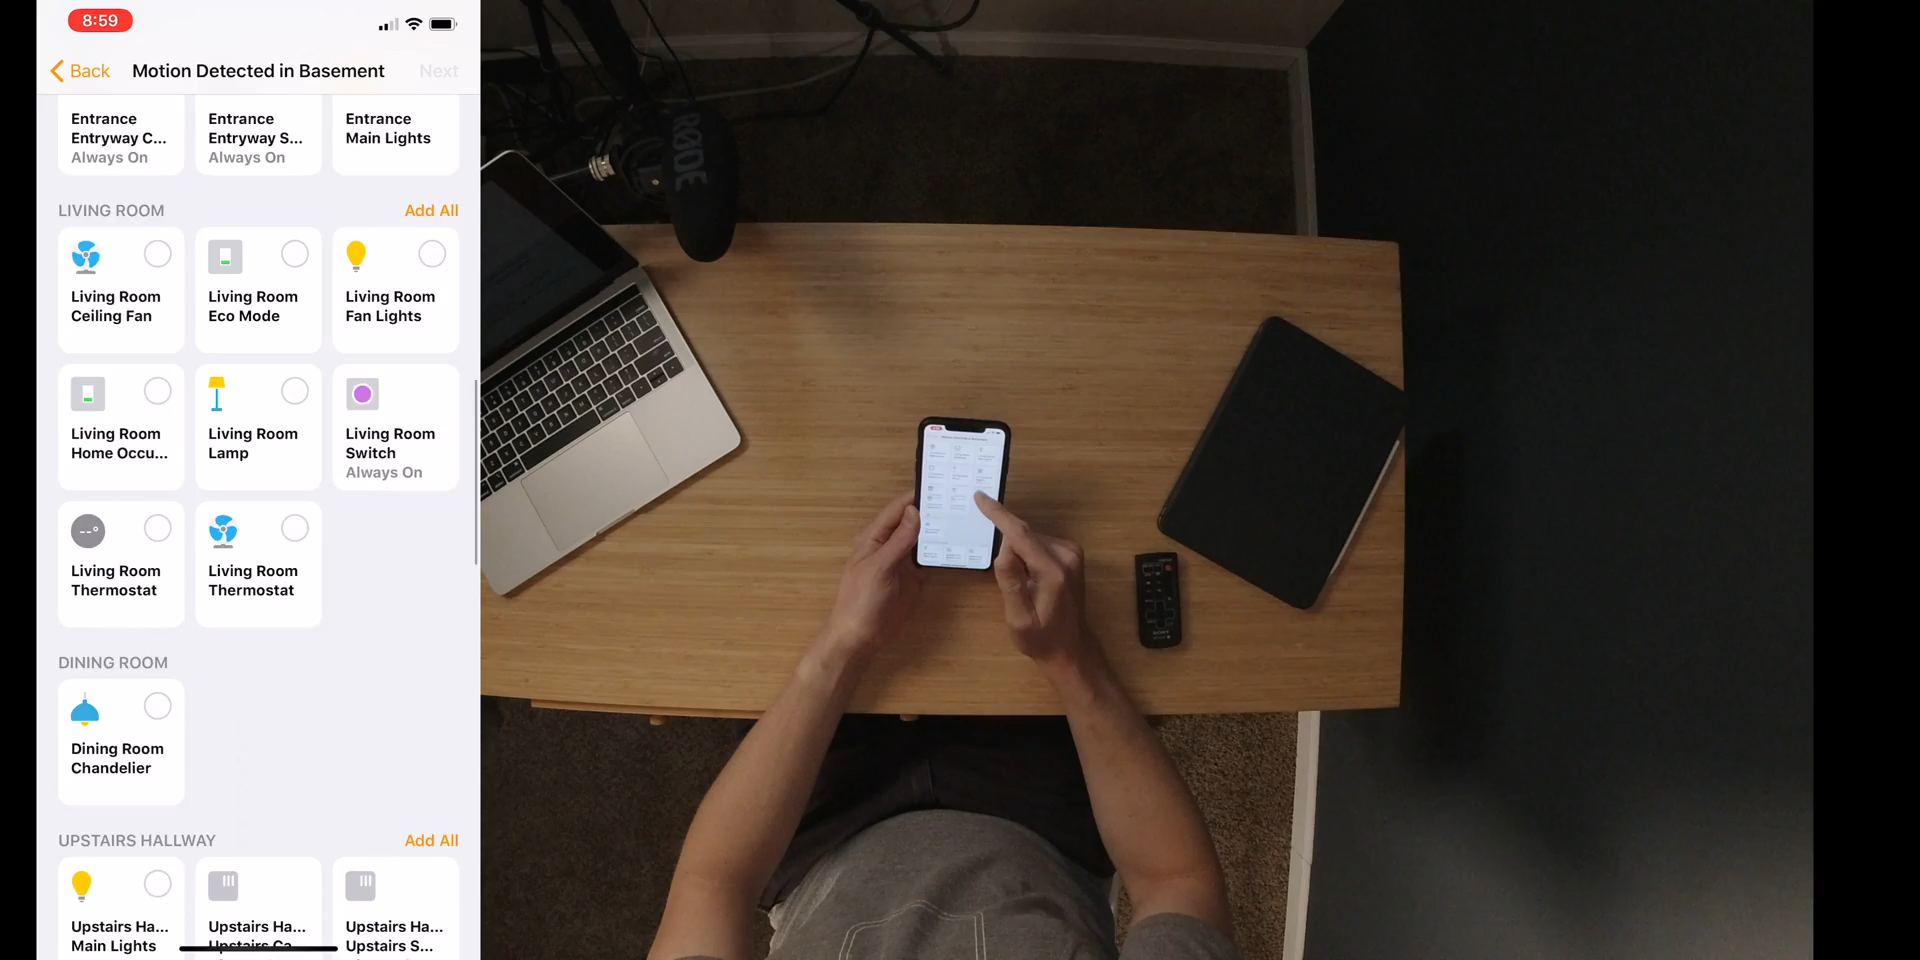 8:59
Back
Motion Detected in Basement
Next
Entrance
Entryway C...
Always On
Entrance
Entryway S...
Always On
Entrance
Main Lights
LIVING ROOM
Add All
Living Room
Ceiling Fan
Living Room
Eco Mode
Living Room
Fan Lights
Living Room
Home Occu...
Living Room
Lamp
Living Room
Switch
Always On
--°
Living Room
Thermostat
Living Room
Thermostat
DINING ROOM
Dining Room
Chandelier
UPSTAIRS HALLWAY
Add All
Upstairs Ha...
Main Lights
Upstairs Ha...
Upstairs Ca...
Upstairs Ha...
Upstairs S...
RØDE
SONY